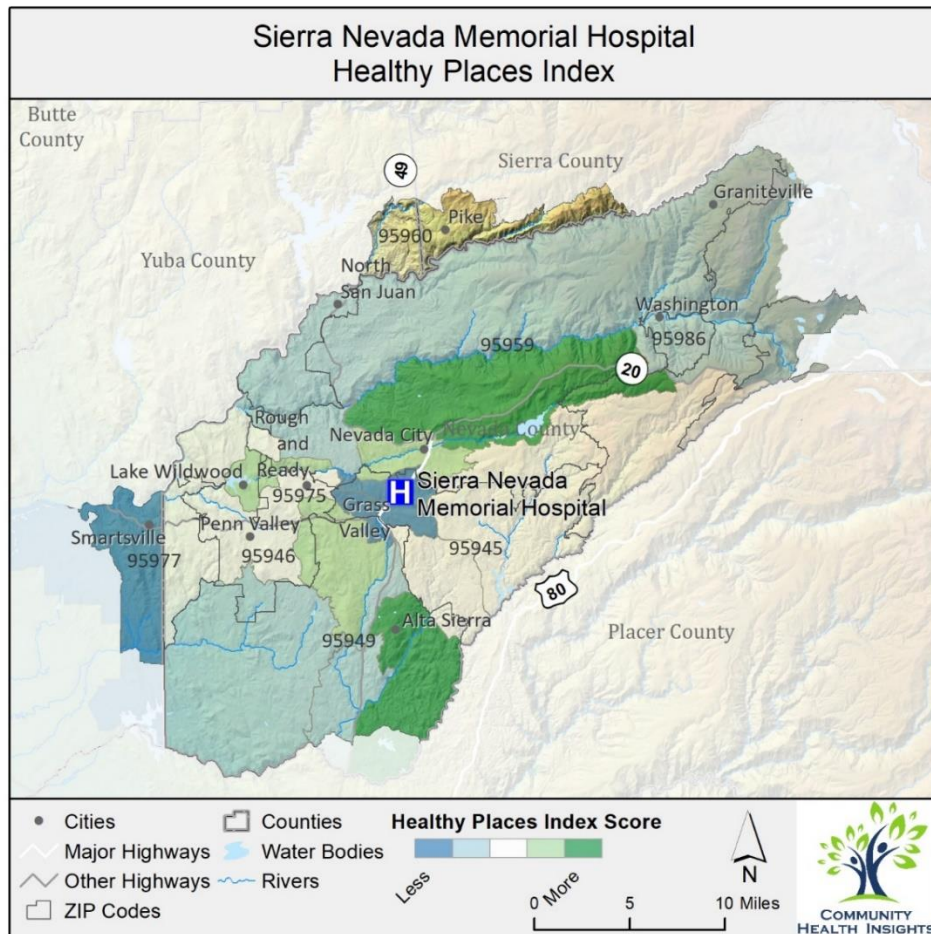 Sierra Nevada Memorial Hospital
Healthy Places Index
Butte
County
Sierra County
49
Graniteville
Pike
95960
Yuba County
North
San Juan
Washington
95986
95959
20
Rough
and
Ready
Nevada City
Nevada County
Lake Wildwood
95975
H
Sierra Nevada
Memorial Hospital
Grass
Valley
Smartsville
Penn Valley
95977
95946
95945
80
Placer County
Alta Sierra
95949
Cities
Counties
Healthy Places Index Score
Major Highways
Water Bodies
Other Highways
Rivers
Less
More
N
ZIP Codes
0 5 10 Miles
COMMUNITY
HEALTH INSIGHTS